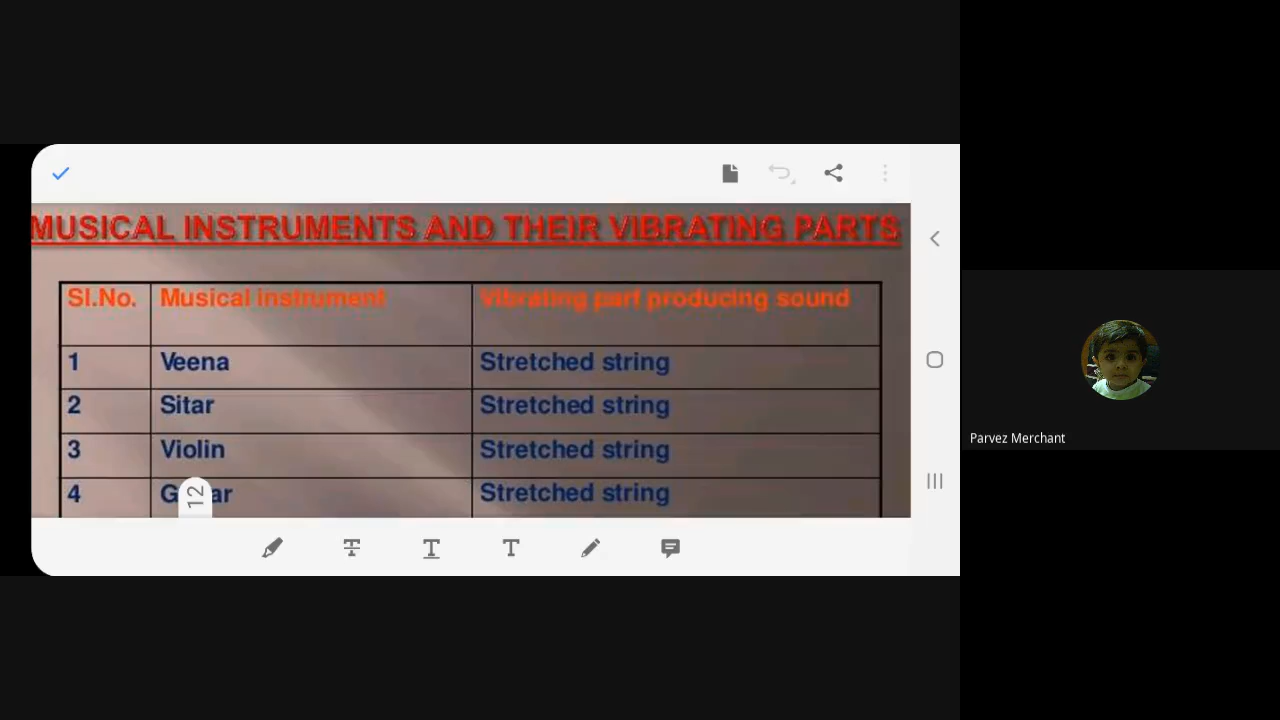 MUSICAL INSTRUMENTS AND THEIR VIBRATING PARTS
Sl.No. Musical instrument Vibrating part producing sound
1 Veena Stretched string
2 Sitar Stretched string
3 Violin Stretched string
4 Stretched string
12
T T T
Parvez Merchant